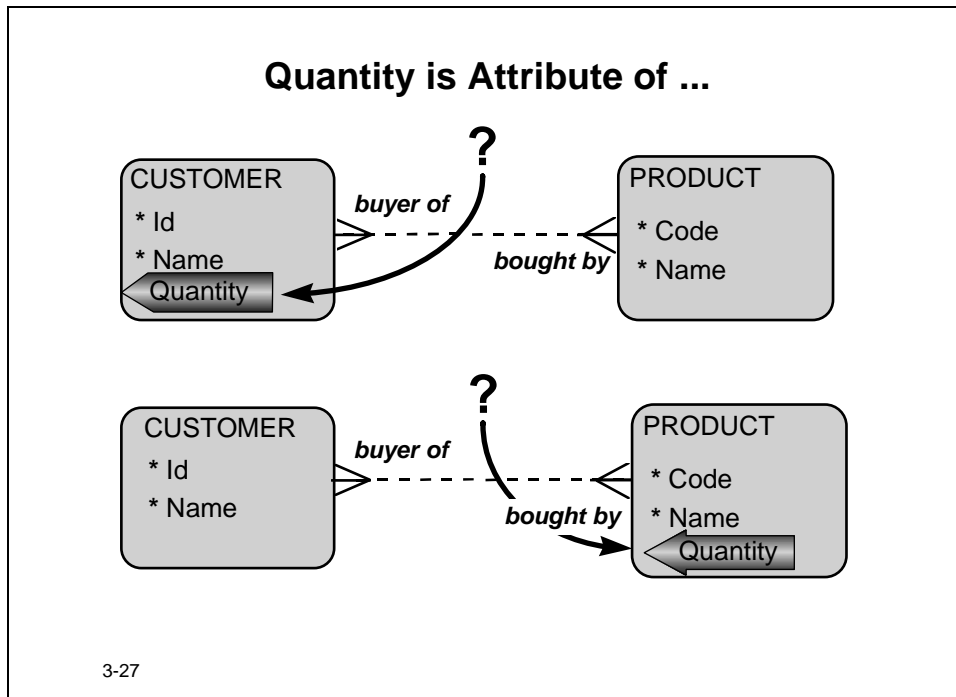 Quantity is Attribute of ...
?
CUSTOMER
* Id
* Name
Quantity
buyer of
bought by
PRODUCT
* Code
* Name
?
CUSTOMER
* Id
* Name
buyer of
bought by
PRODUCT
* Code
* Name
Quantity
3-27